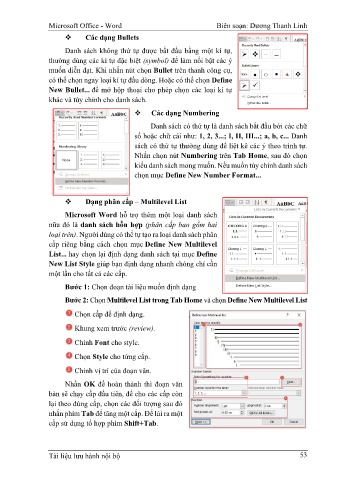 Microsoft Office - Word
Biên soạn: Dương Thanh Linh
❖ Các dạng Bullets
Danh sách không thứ tự được bắt đầu bằng một kí tự,
thường dùng các kí tự đặc biệt (symbol) để làm nổi bật các ý
muốn diễn đạt. Khi nhấn nút chọn Bullet trên thanh công cụ,
có thể chọn ngay loại kí tự đầu dòng. Hoặc có thể chọn Define
New Bullet... để mở hộp thoại cho phép chọn các loại kí tự
khác và tùy chỉnh cho danh sách.
❖ Các dạng Numbering
Danh sách có thứ tự là danh sách bắt đầu bởi các chữ
số hoặc chữ cái như: 1, 2, 3...; I, II, III...; a, b, c... Danh
sách có thứ tự thường dùng để liệt kê các ý theo trình tự.
Nhấn chọn nút Numbering trên Tab Home, sau đó chọn
kiểu danh sách mong muốn. Nếu muốn tùy chỉnh danh sách
chọn mục Define New Number Format...
❖ Dạng phân cấp – Multilevel List
Microsoft Word hỗ trợ thêm một loại danh sách
nữa đó là danh sách hỗn hợp (phân cấp bao gồm hai
loại trên). Người dùng có thể tự tạo ra loại danh sách phân
cấp riêng bằng cách chọn mục Define New Multilevel
List... hay chọn lại định dạng danh sách tại mục Define
New List Style giúp bạn định dạng nhanh chóng chỉ cần
một lần cho tất cả các cấp.
Bước 1: Chọn đoạn tài liệu muốn định dạng
Bước 2: Chọn Multilevel List trong Tab Home và chọn Define New Multilevel List
1 Chọn cấp để định dạng.
2 Khung xem trước (review).
3 Chỉnh Font cho style.
4 Chọn Style cho từng cấp.
5 Chỉnh vị trí của đoạn văn.
Nhấn OK để hoàn thành thì đoạn văn
bản sẽ chạy cấp đầu tiên, để cho các cấp còn
lại theo đúng cấp, chọn các đối tượng sau đó
nhấn phím Tab để tăng một cấp. Để lùi ra một
cấp sử dụng tổ hợp phím Shift+Tab.
Tài liệu lưu hành nội bộ
53